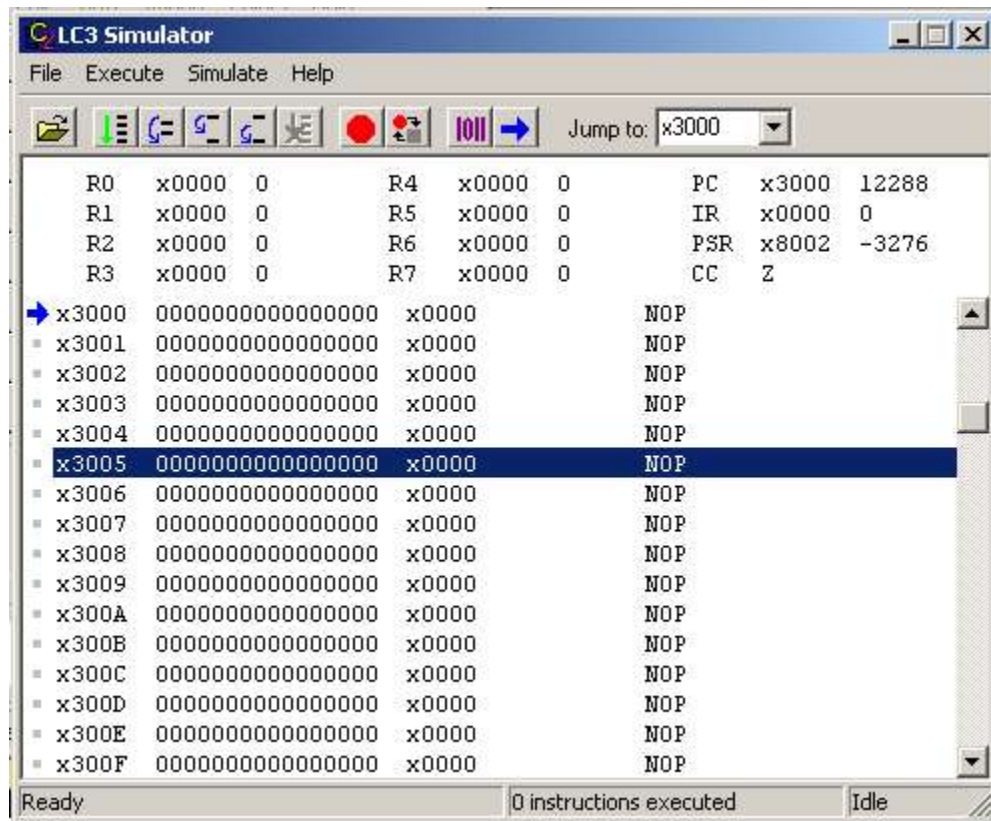 LC3 Simulator
File Execute Simulate Help
Jump to: x3000
R0 x0000 0 R4 x0000 0 PC x3000 12288
R1 x0000 0 R5 x0000 0 IR x0000 0
R2 x0000 0 R6 x0000 0 PSR x8002 -3276
R3 x0000 0 R7 x0000 0 CC Z
x3000 0000000000000000 x0000 NOP
x3001 0000000000000000 x0000 NOP
x3002 0000000000000000 x0000 NOP
x3003 0000000000000000 x0000 NOP
x3004 0000000000000000 x0000 NOP
x3005 0000000000000000 x0000 NOP
x3006 0000000000000000 x0000 NOP
x3007 0000000000000000 x0000 NOP
x3008 0000000000000000 x0000 NOP
x3009 0000000000000000 x0000 NOP
x300A 0000000000000000 x0000 NOP
x300B 0000000000000000 x0000 NOP
x300C 0000000000000000 x0000 NOP
x300D 0000000000000000 x0000 NOP
x300E 0000000000000000 x0000 NOP
x300F 0000000000000000 x0000 NOP
Ready 0 instructions executed Idle